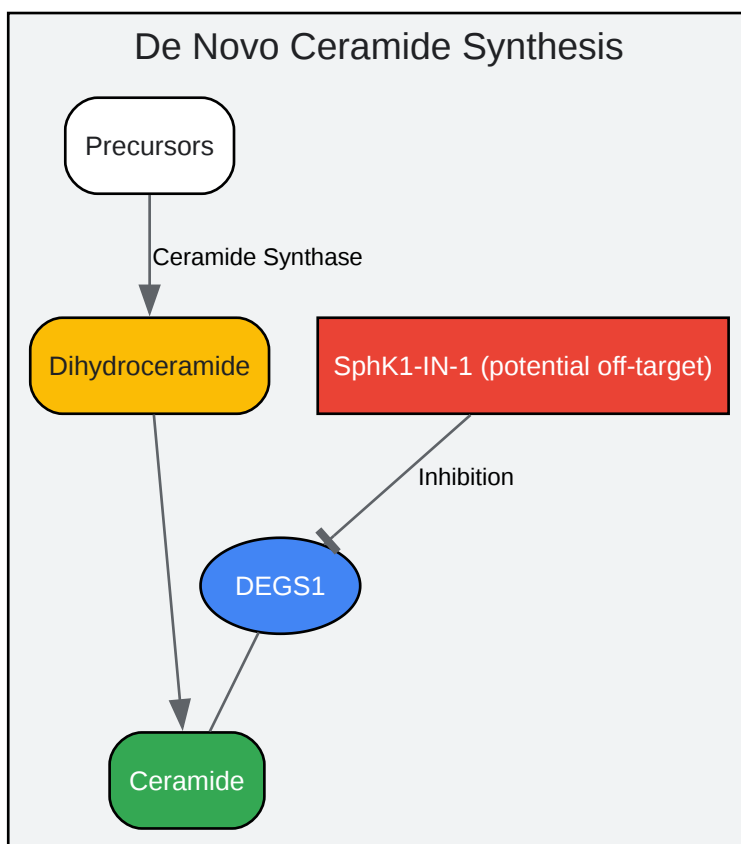 De Novo Ceramide Synthesis
Precursors
Ceramide Synthase
Dihydroceramide
SphK1-IN-1 (potential off-target)
Inhibition
DEGS1
Ceramide